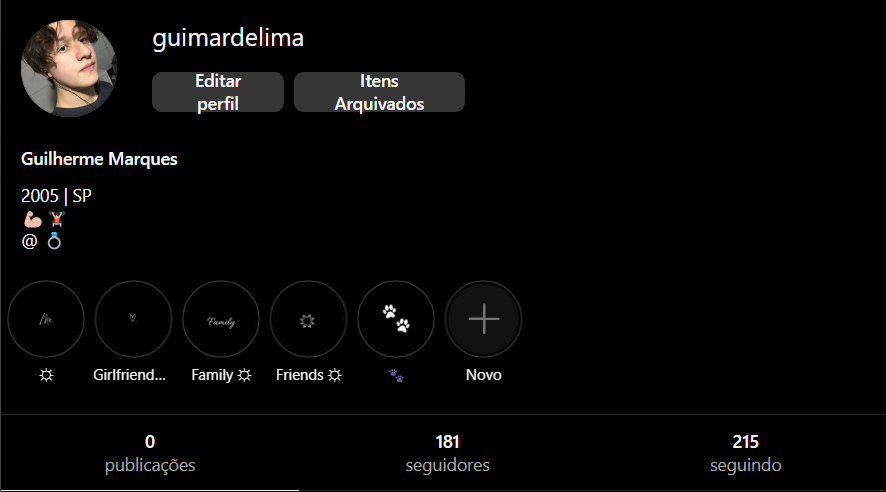 guimardelima
Editar
perfil
Itens
Arquivados
Guilherme Marques
2005 | SP
💪🏻🏋🏻
@ 💍
Me
Family
☼
Girlfriend...
Family ☼
Friends ☼
🐾
Novo
0
publicações
181
seguidores
215
seguindo